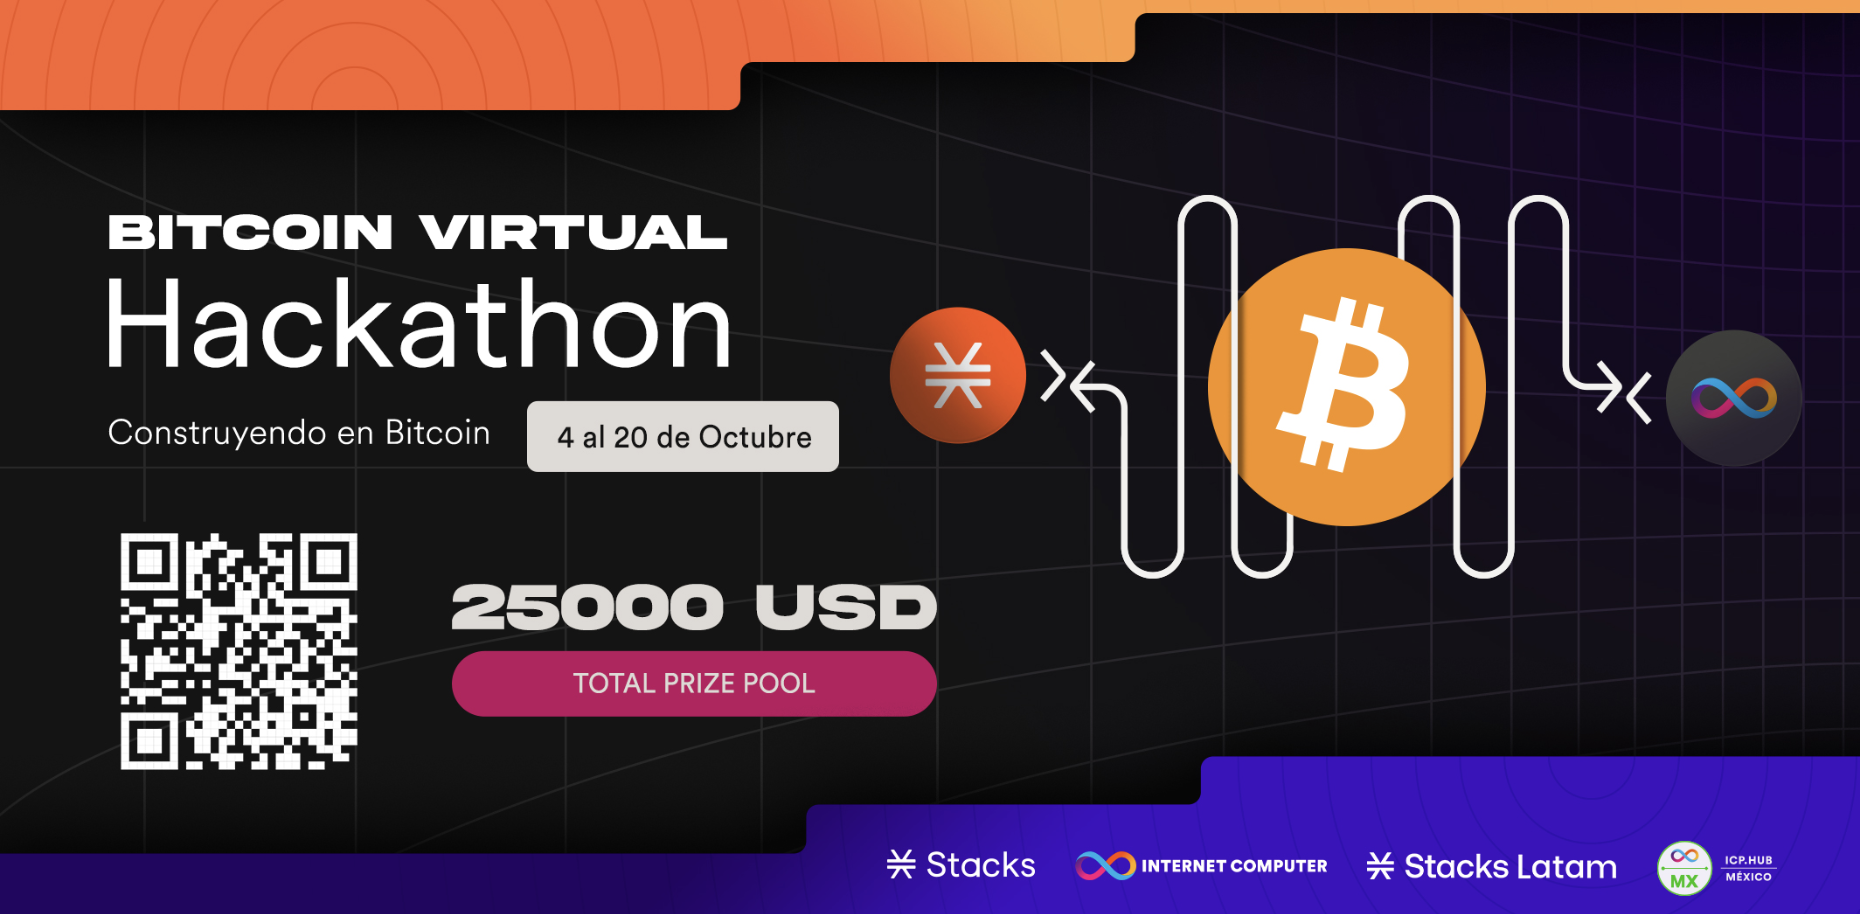 BITCOIN VIRTUAL
Hackathon
Construyendo en Bitcoin
4 al 20 de Octubre
25000 USD
TOTAL PRIZE POOL
Stacks
INTERNET COMPUTER
Stacks Latam
MX
ICP.HUB
MÉXICO